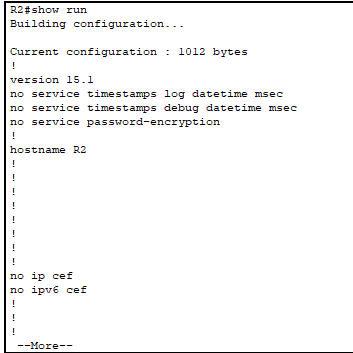 R2#show run
Building configuration...
Current configuration : 1012 bytes
!
version 15.1
no service timestamps log datetime msec
no service timestamps debug datetime msec
no service password-encryption
!
hostname R2
!
!
!
!
!
!
!
!
no ip cef
no ipv6 cef
!
!
!
--More--